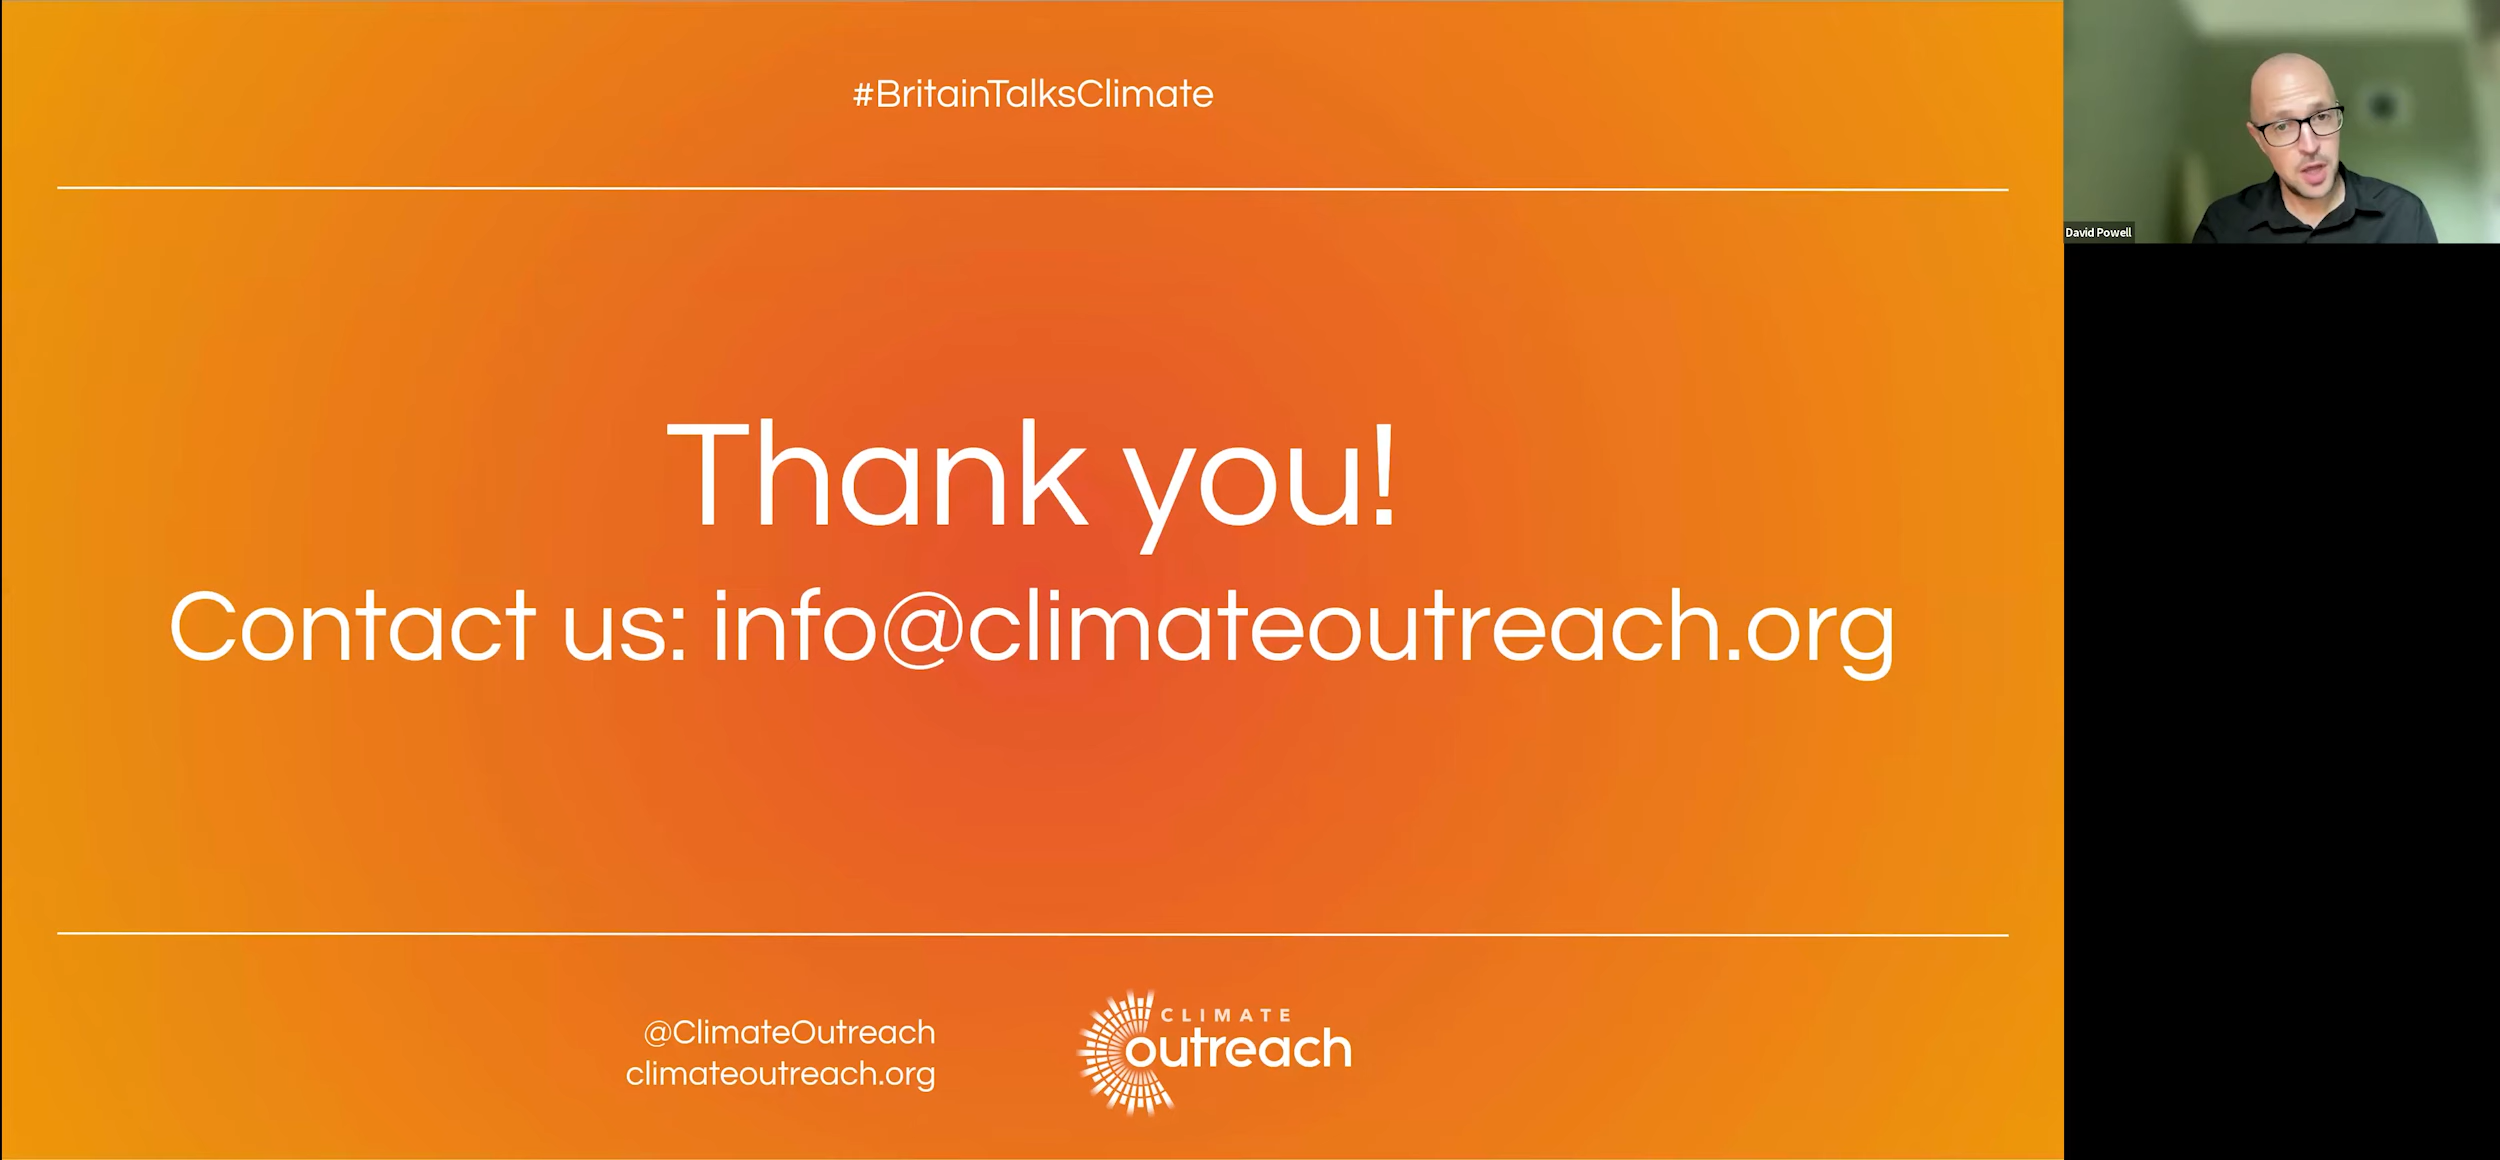 #BritainTalksClimate
David Powell
Thank you!
Contact us: info@climateoutreach.org
@ClimateOutreach
climateoutreach.org
CLIMATE
outreach